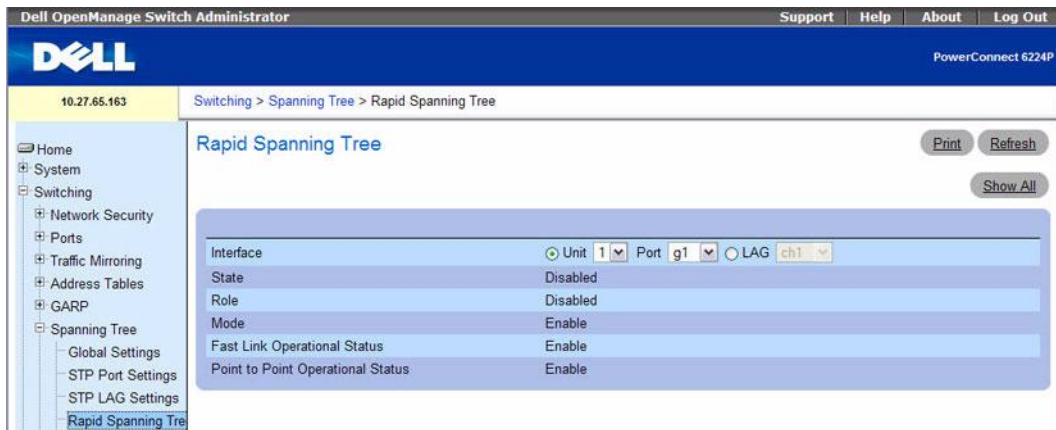 Dell OpenManage Switch Administrator Support Help About Log Out
DELL
PowerConnect 6224P
10.27.65.163
Switching > Spanning Tree > Rapid Spanning Tree
Home
System
Switching
Network Security
Ports
Traffic Mirroring
Address Tables
GARP
Spanning Tree
Global Settings
STP Port Settings
STP LAG Settings
Rapid Spanning Tre
Rapid Spanning Tree
Print Refresh
Show All
Interface Unit 1 Port g1 LAG ch1
State Disabled
Role Disabled
Mode Enable
Fast Link Operational Status Enable
Point to Point Operational Status Enable